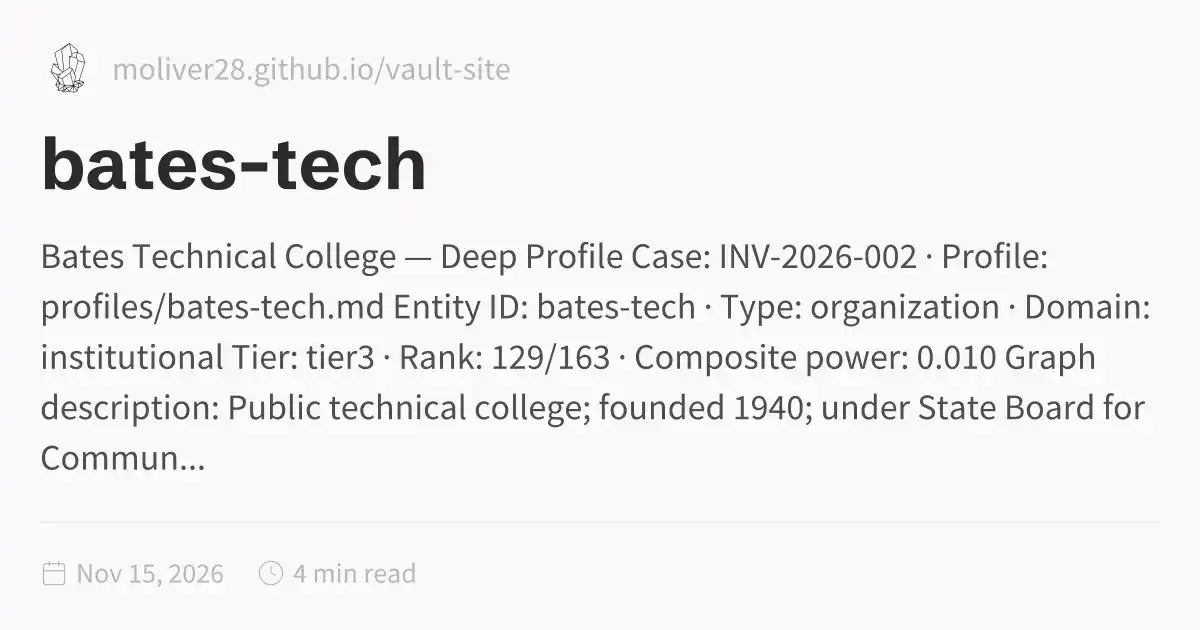 moliver28.github.io/vault-site
bates-tech
Bates Technical College — Deep Profile Case: INV-2026-002 · Profile:
profiles/bates-tech.md Entity ID: bates-tech · Type: organization · Domain:
institutional Tier: tier3 · Rank: 129/163 · Composite power: 0.010 Graph
description: Public technical college; founded 1940; under State Board for
Commun...
Nov 15, 2026 4 min read